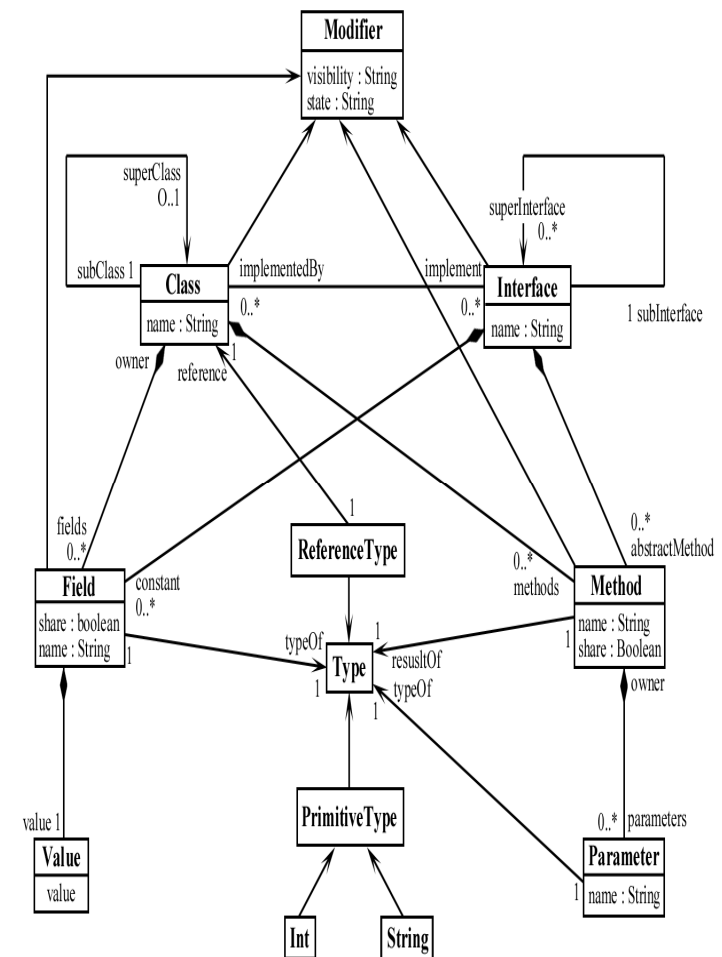 Modifier
visibility : String
state : String
superClass
O..1
superInterface
0..*
subClass 1
Class
name : String
implementedBy
0..*
implement
0..*
Interface
name : String
1 subInterface
owner
reference
1
fields
0..*
constant
0..*
1
ReferenceType
0..*
methods
0..*
abstractMethod
Field
share : boolean
name : String
1
typeOf
1
Type
1
resusltOf
typeOf
1
Method
name : String
share : Boolean
1
owner
value 1
Value
value
PrimitiveType
0..* parameters
Parameter
name : String
1
Int
String